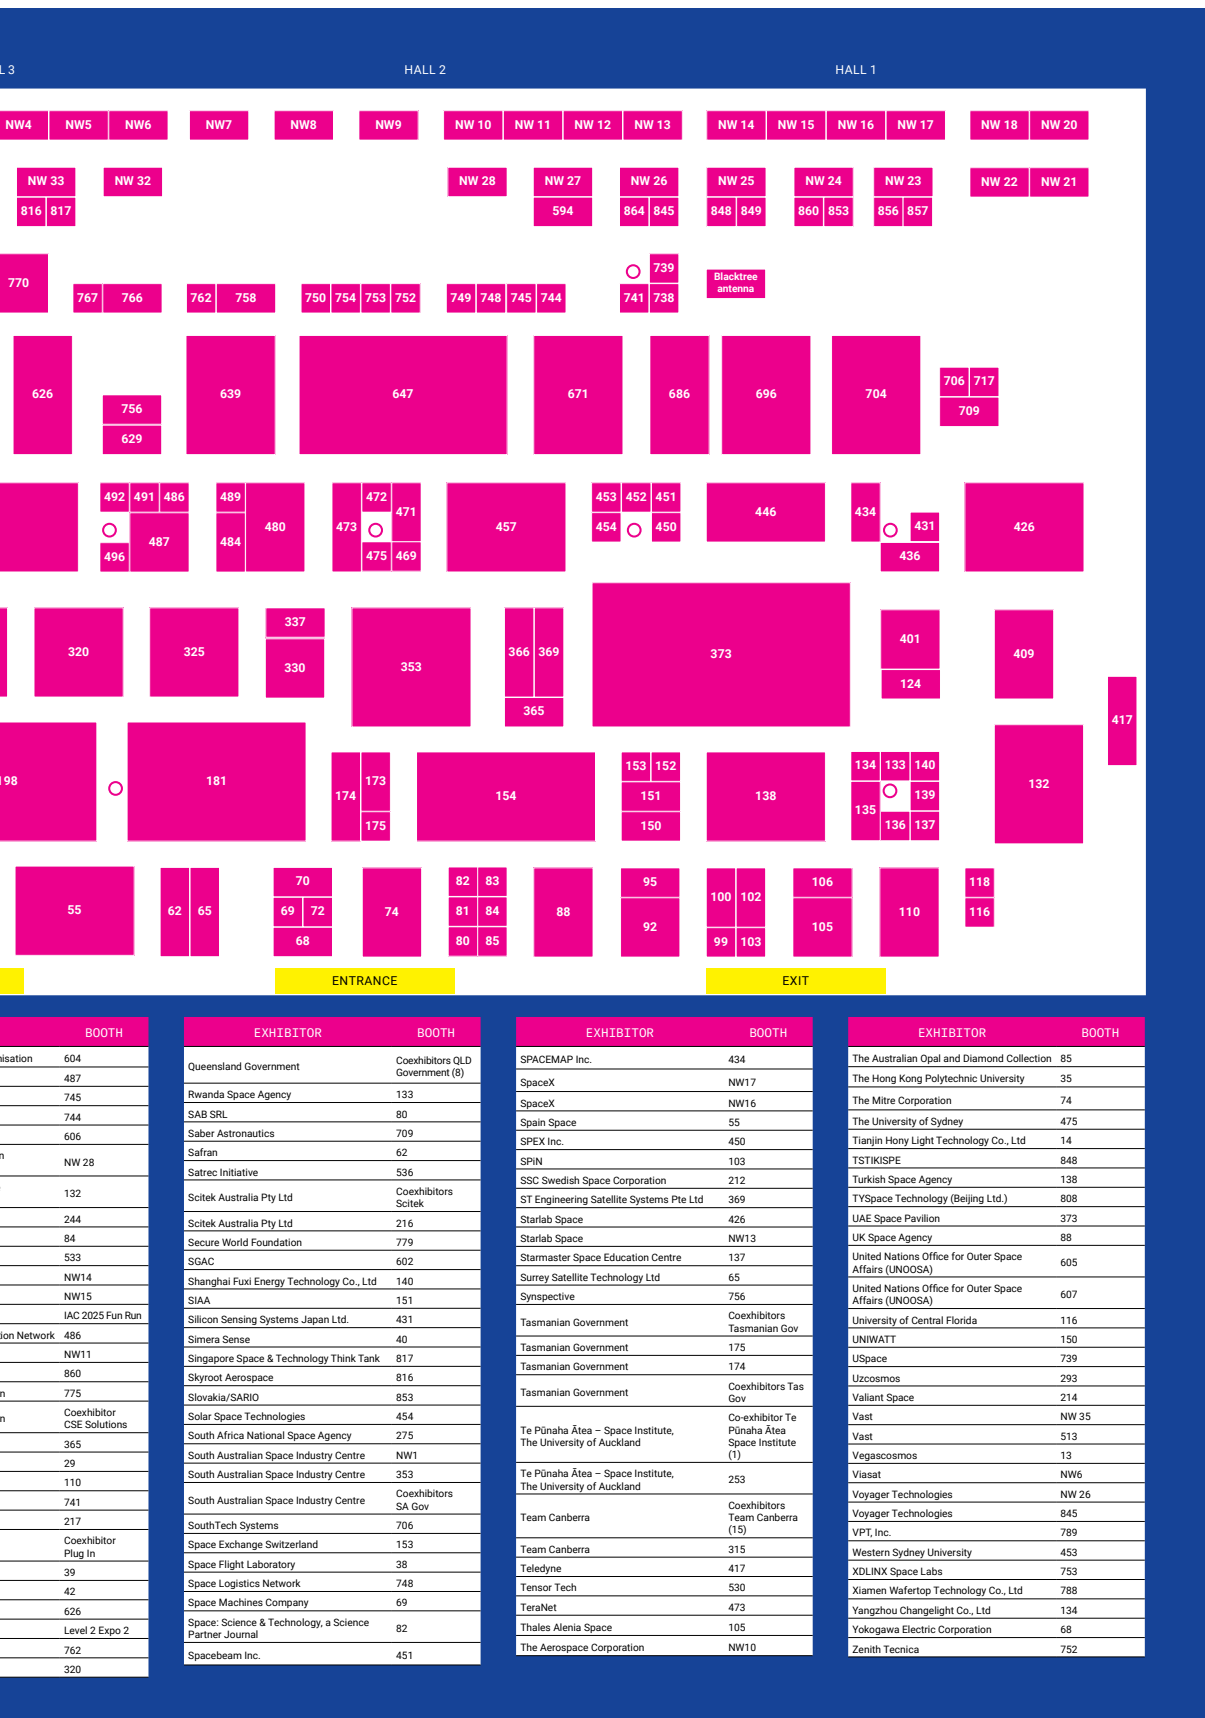 L 3
HALL 2
HALL 1
NW4 NW5 NW6 NW7 NW8 NW9 NW 10 NW 11 NW 12 NW 13 NW 14 NW 15 NW 16 NW 17 NW 18 NW 20
NW 33 NW 32 NW 28 NW 27 NW 26 NW 25 NW 24 NW 23 NW 22 NW 21
816 817 594 864 845 848 849 860 853 856 857
770 767 766 762 758 750 754 753 752 749 748 745 744 739 741 738
Blacktree
antenna
626 756 629 639 647 671 686 696 704 706 717 709
492 491 486 496 487 489 484 480 473 472 471 475 469 457 453 452 451 454 450 446 434 431 436 426
320 325 337 330 353 366 369 365 373 401 124 409 417
198 181 174 173 175 154 153 152 151 150 138 134 133 140 135 139 136 137 132
55 62 65 70 69 72 68 74 82 83 81 84 80 85 88 95 92 100 102 99 103 106 105 110 118 116
ENTRANCE
EXIT
BOOTH
nisation 604
487
745
744
606
n NW 28
132
244
84
533
NW14
NW15
IAC 2025 Fun Run
tion Network 486
NW11
860
n 775
n Coexhibitor
CSE Solutions
365
29
110
741
217
Coexhibitor
Plug In
39
42
626
Level 2 Expo 2
762
320
EXHIBITOR BOOTH
Queensland Government Coexhibitors QLD
Government (8)
Rwanda Space Agency 133
SAB SRL 80
Saber Astronautics 709
Safran 62
Satrec Initiative 536
Scitek Australia Pty Ltd Coexhibitors
Scitek
Scitek Australia Pty Ltd 216
Secure World Foundation 779
SGAC 602
Shanghai Fuxi Energy Technology Co., Ltd 140
SIAA 151
Silicon Sensing Systems Japan Ltd. 431
Simera Sense 40
Singapore Space & Technology Think Tank 817
Skyroot Aerospace 816
Slovakia/SARIO 853
Solar Space Technologies 454
South Africa National Space Agency 275
South Australian Space Industry Centre NW1
South Australian Space Industry Centre 353
South Australian Space Industry Centre Coexhibitors
SA Gov
SouthTech Systems 706
Space Exchange Switzerland 153
Space Flight Laboratory 38
Space Logistics Network 748
Space Machines Company 69
Space: Science & Technology, a Science
Partner Journal 82
Spacebeam Inc. 451
EXHIBITOR BOOTH
SPACEMAP Inc. 434
SpaceX NW17
SpaceX NW16
Spain Space 55
SPEX Inc. 450
SPiN 103
SSC Swedish Space Corporation 212
ST Engineering Satellite Systems Pte Ltd 369
Starlab Space 426
Starlab Space NW13
Starmaster Space Education Centre 137
Surrey Satellite Technology Ltd 65
Synspective 756
Tasmanian Government Coexhibitors
Tasmanian Gov
Tasmanian Government 175
Tasmanian Government 174
Tasmanian Government Coexhibitors Tas
Gov
Te Pūnaha Ātea – Space Institute,
The University of Auckland Co-exhibitor Te
Pūnaha Ātea
Space Institute
(1)
Te Pūnaha Ātea – Space Institute,
The University of Auckland 253
Team Canberra Coexhibitors
Team Canberra
(15)
Team Canberra 315
Teledyne 417
Tensor Tech 530
TeraNet 473
Thales Alenia Space 105
The Aerospace Corporation NW10
EXHIBITOR BOOTH
The Australian Opal and Diamond Collection 85
The Hong Kong Polytechnic University 35
The Mitre Corporation 74
The University of Sydney 475
Tianjin Hony Light Technology Co., Ltd 14
TSTIKISPE 848
Turkish Space Agency 138
TYSpace Technology (Beijing Ltd.) 808
UAE Space Pavilion 373
UK Space Agency 88
United Nations Office for Outer Space
Affairs (UNOOSA) 605
United Nations Office for Outer Space
Affairs (UNOOSA) 607
University of Central Florida 116
UNIWATT 150
USpace 739
Uzcosmos 293
Valiant Space 214
Vast NW 35
Vast 513
Vegascosmos 13
Viasat NW6
Voyager Technologies NW 26
Voyager Technologies 845
VPT, Inc. 789
Western Sydney University 453
XDLINX Space Labs 753
Xiamen Wafertop Technology Co., Ltd 788
Yangzhou Changelight Co., Ltd 134
Yokogawa Electric Corporation 68
Zenith Tecnica 752